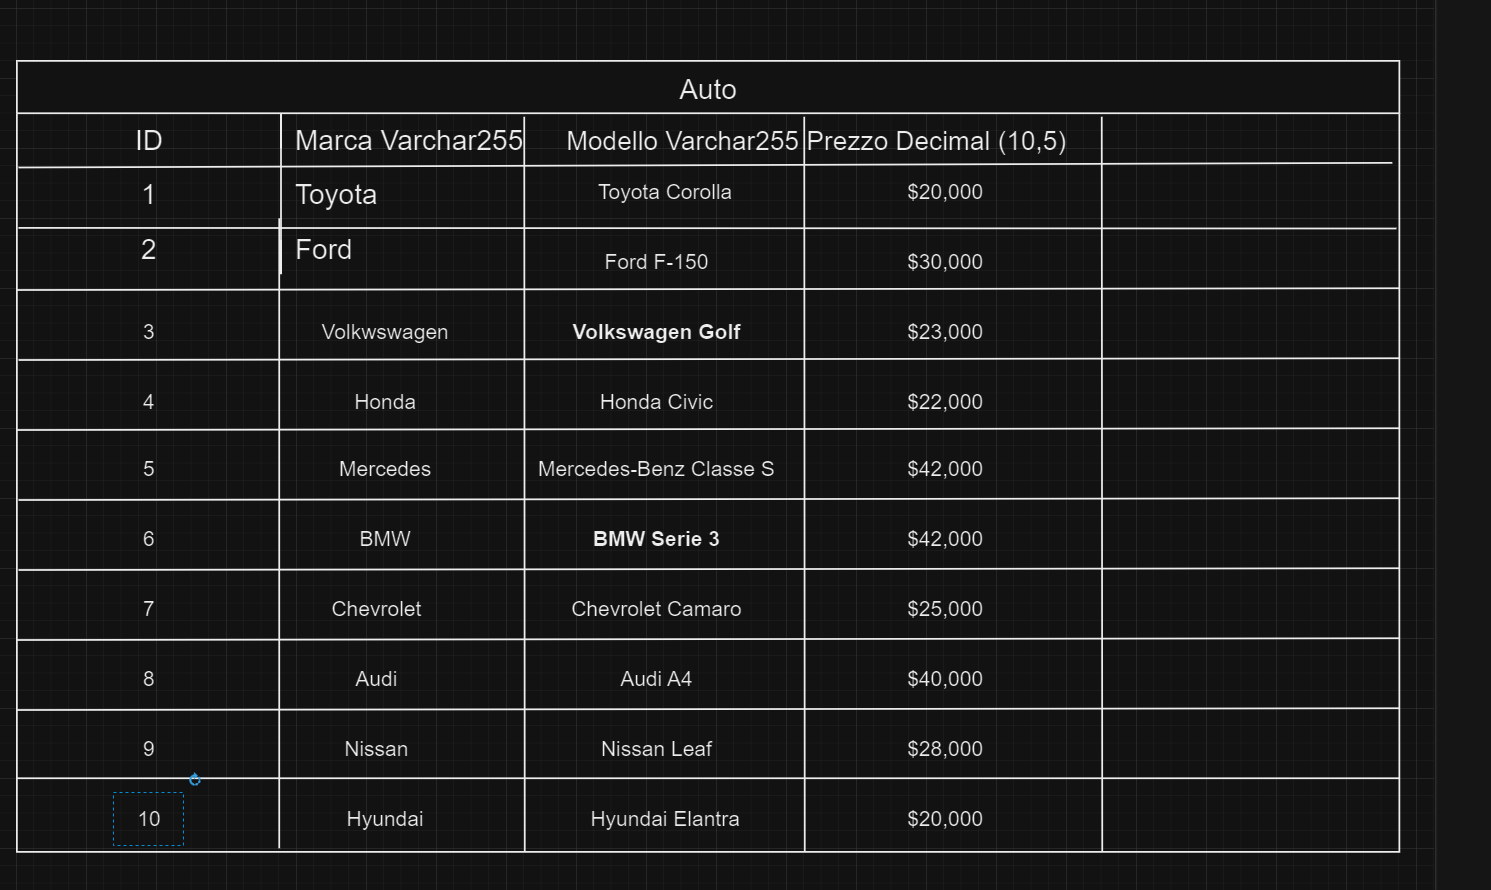 Auto
ID Marca Varchar255 Modello Varchar255 Prezzo Decimal (10,5)
1 Toyota Toyota Corolla $20,000
2 Ford Ford F-150 $30,000
3 Volkwswagen Volkswagen Golf $23,000
4 Honda Honda Civic $22,000
5 Mercedes Mercedes-Benz Classe S $42,000
6 BMW BMW Serie 3 $42,000
7 Chevrolet Chevrolet Camaro $25,000
8 Audi Audi A4 $40,000
9 Nissan Nissan Leaf $28,000
10 Hyundai Hyundai Elantra $20,000